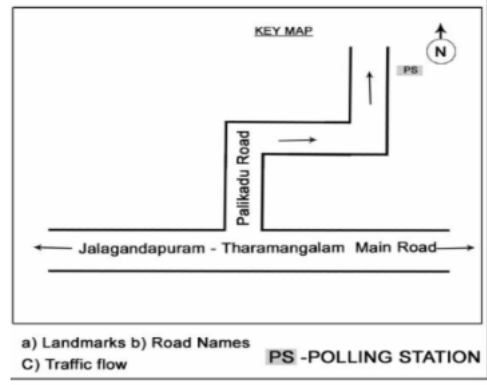 KEY MAP
N
PS
Palikadu Road
Jalagandapuram - Tharamangalam Main Road
a) Landmarks b) Road Names
C) Traffic flow
PS -POLLING STATION